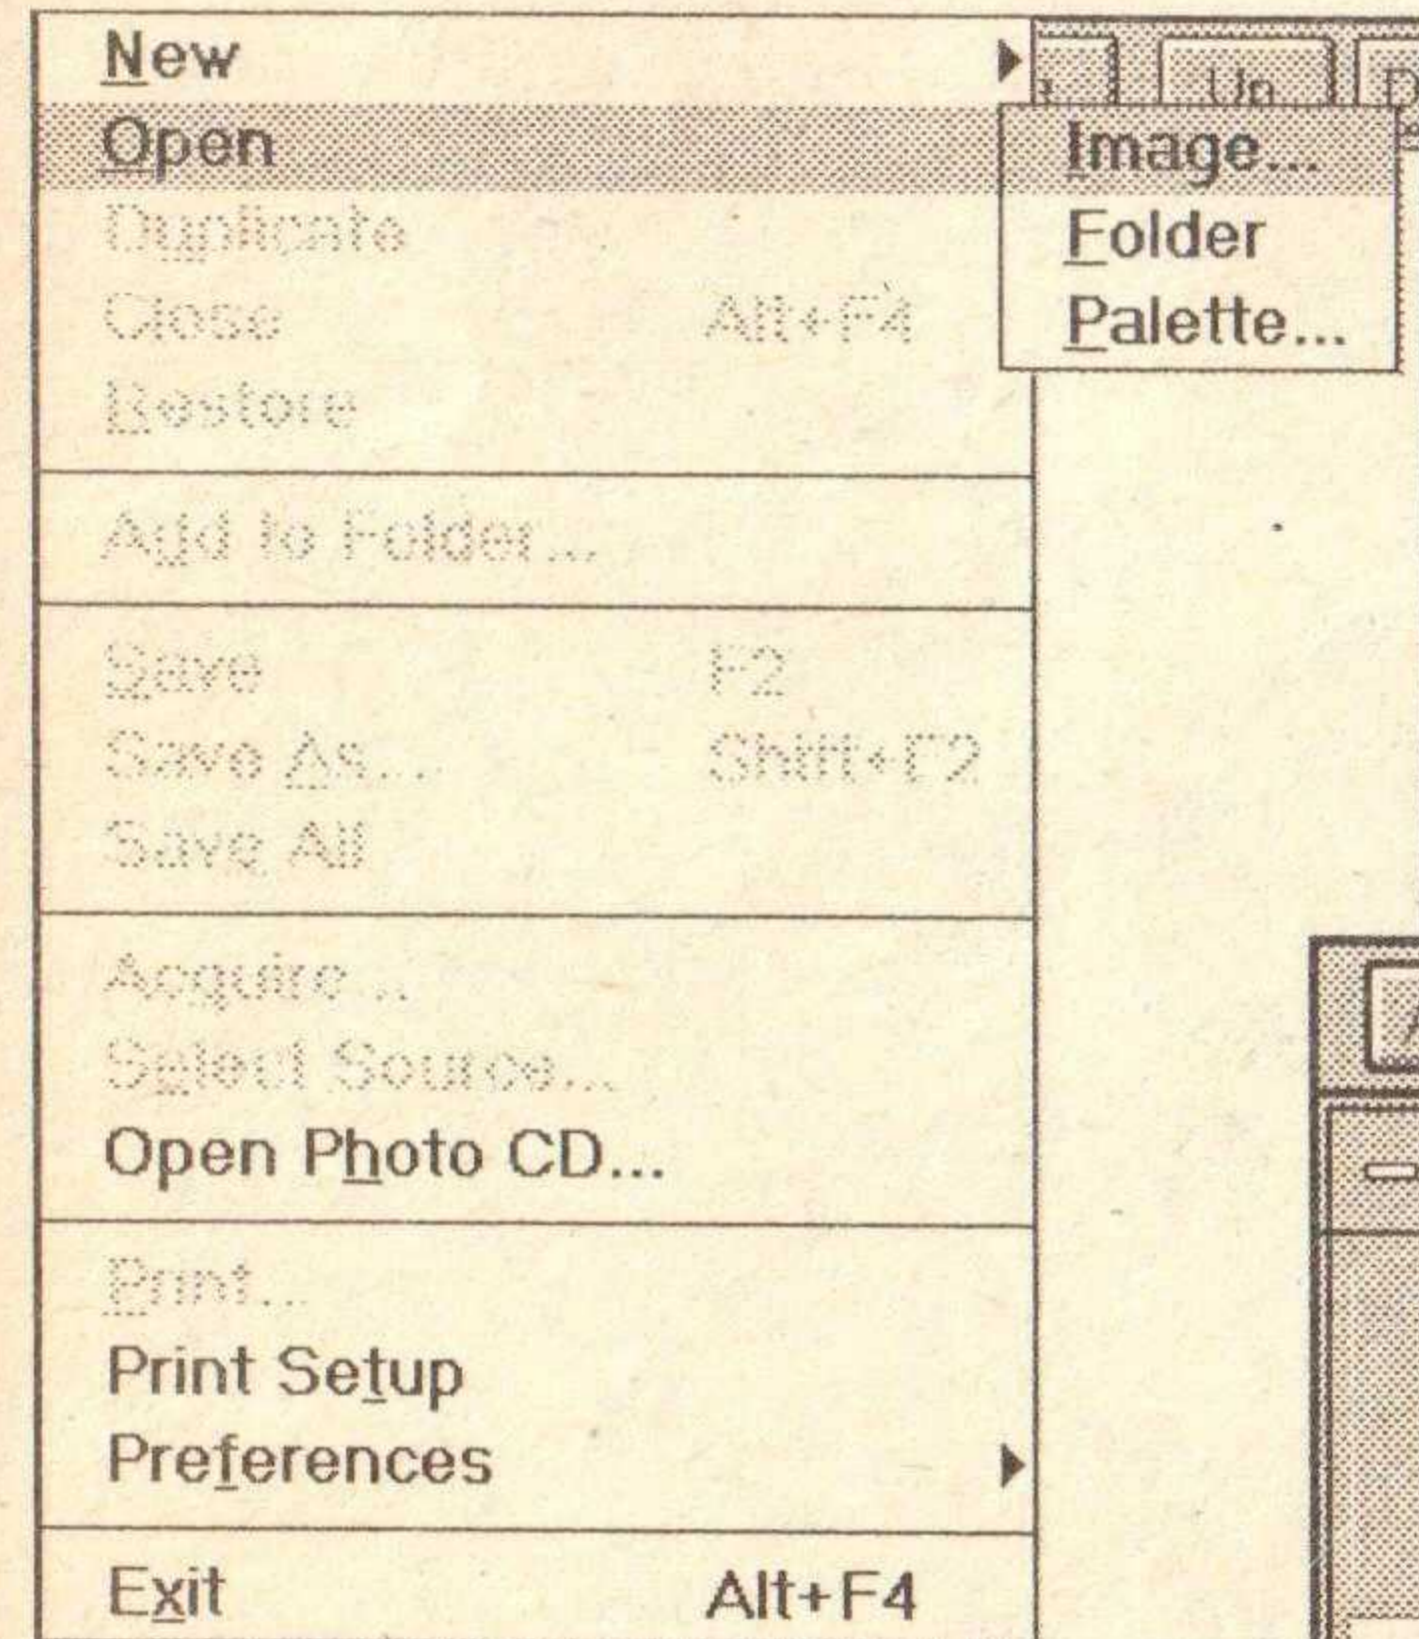 New
Open
Duplicate
Close Alt+F4
Restore
Add to Folder...
Save F2
Save As... Shift+F2
Save All
Acquire...
Select Source...
Open Photo CD...
Print...
Print Setup
Preferences
Exit Alt+F4
Up
Image...
Folder
Palette...